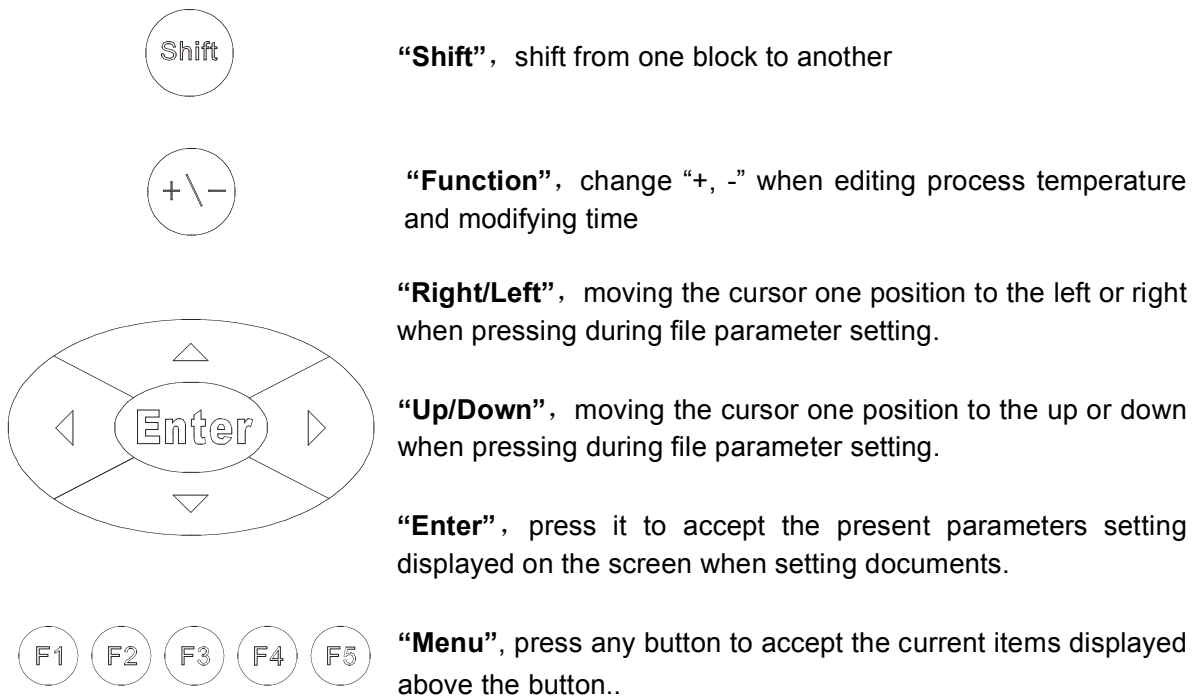 Shift
“Shift”，shift from one block to another
+\−
“Function”，change “+, -” when editing process temperature
and modifying time
“Right/Left”，moving the cursor one position to the left or right
when pressing during file parameter setting.
Enter
“Up/Down”，moving the cursor one position to the up or down
when pressing during file parameter setting.
“Enter”，press it to accept the present parameters setting
displayed on the screen when setting documents.
F1 F2 F3 F4 F5
“Menu”, press any button to accept the current items displayed
above the button..